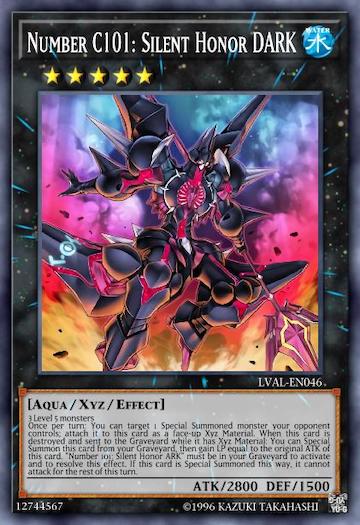 NUMBER C101: SILENT HONOR DARK
WATER
水
LVAL-EN046
[AQUA / XYZ / EFFECT]
3 Level 5 monsters
Once per turn: You can target 1 Special Summoned monster your opponent
controls; attach it to this card as a face-up Xyz Material. When this card is
destroyed and sent to the Graveyard while it has Xyz Material: You can Special
Summon this card from your Graveyard, then gain LP equal to the original ATK of
this card. "Number 101: Silent Honor ARK" must be in your Graveyard to activate
and to resolve this effect. If this card is Special Summoned this way, it cannot
attack for the rest of this turn.
ATK/2800 DEF/1500
12744567
©1996 KAZUKI TAKAHASHI